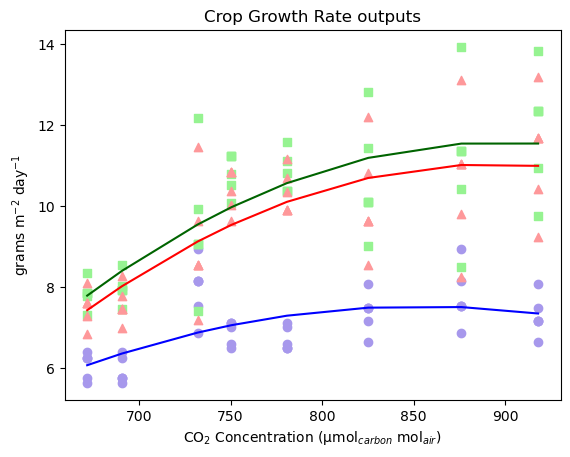 Crop Growth Rate outputs
14
12
10
8
6
grams m⁻² day⁻¹
700 750 800 850 900
CO₂ Concentration (μmol_carbon mol_air)